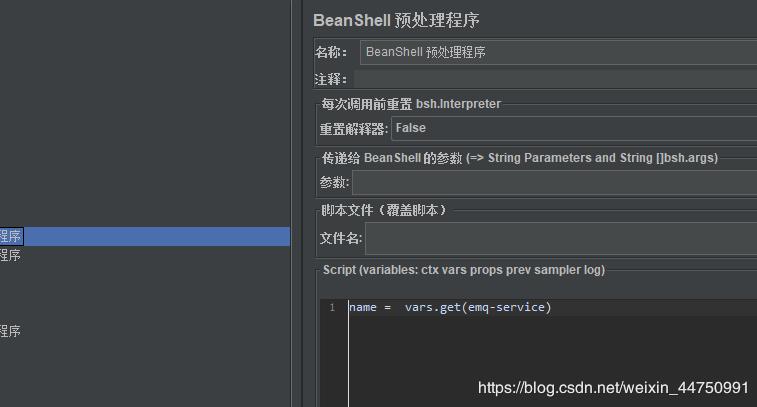 BeanShell 预处理程序
名称： BeanShell 预处理程序
注释：
每次调用前重置 bsh.Interpreter
重置解释器: False
传递给 BeanShell 的参数 (=> String Parameters and String []bsh.args)
参数:
脚本文件（覆盖脚本）
文件名:
程序
程序
Script (variables: ctx vars props prev sampler log)
1 name =  vars.get(emq-service)
程序
https://blog.csdn.net/weixin_44750991